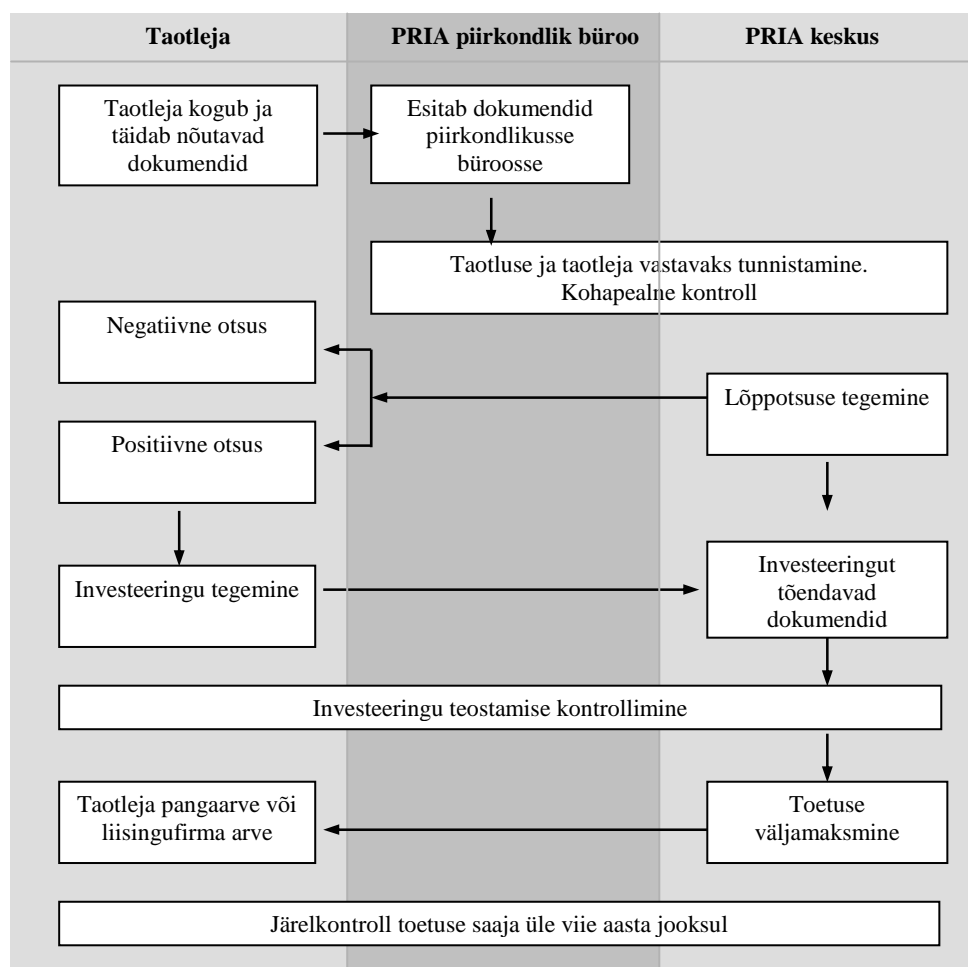 Taotleja
PRIA piirkondlik büroo
PRIA keskus
Taotleja kogub ja
täidab nõutavad
dokumendid
Esitab dokumendid
piirkondlikusse
büroosse
Taotluse ja taotleja vastavaks tunnistamine.
Kohapealne kontroll
Negatiivne otsus
Lõppotsuse tegemine
Positiivne otsus
Investeeringu tegemine
Investeeringut
tõendavad
dokumendid
Investeeringu teostamise kontrollimine
Taotleja pangaarve või
liisingufirma arve
Toetuse
väljamaksmine
Järelkontroll toetuse saaja üle viie aasta jooksul